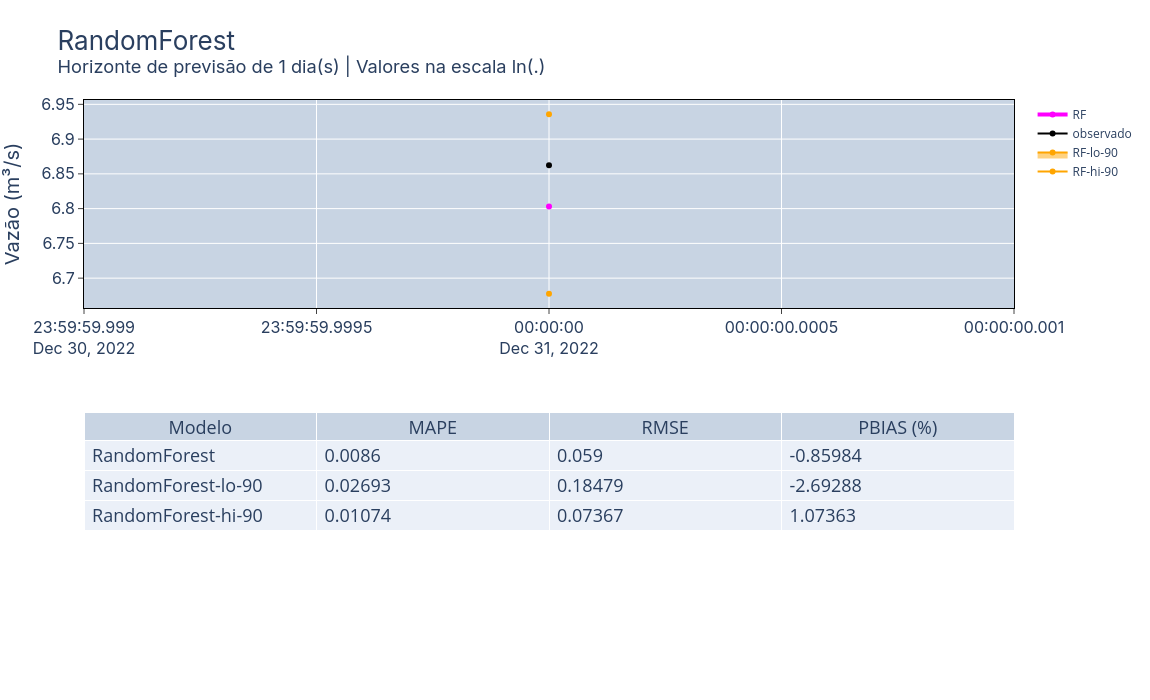 RandomForest
Horizonte de previsão de 1 dia(s) | Valores na escala ln(.)
Vazão (m³/s)
6.95
6.9
6.85
6.8
6.75
6.7
23:59:59.999
Dec 30, 2022
23:59:59.9995
00:00:00
Dec 31, 2022
00:00:00.0005
00:00:00.001
RF
observado
RF-lo-90
RF-hi-90
Modelo MAPE RMSE PBIAS (%)
RandomForest 0.0086 0.059 -0.85984
RandomForest-lo-90 0.02693 0.18479 -2.69288
RandomForest-hi-90 0.01074 0.07367 1.07363